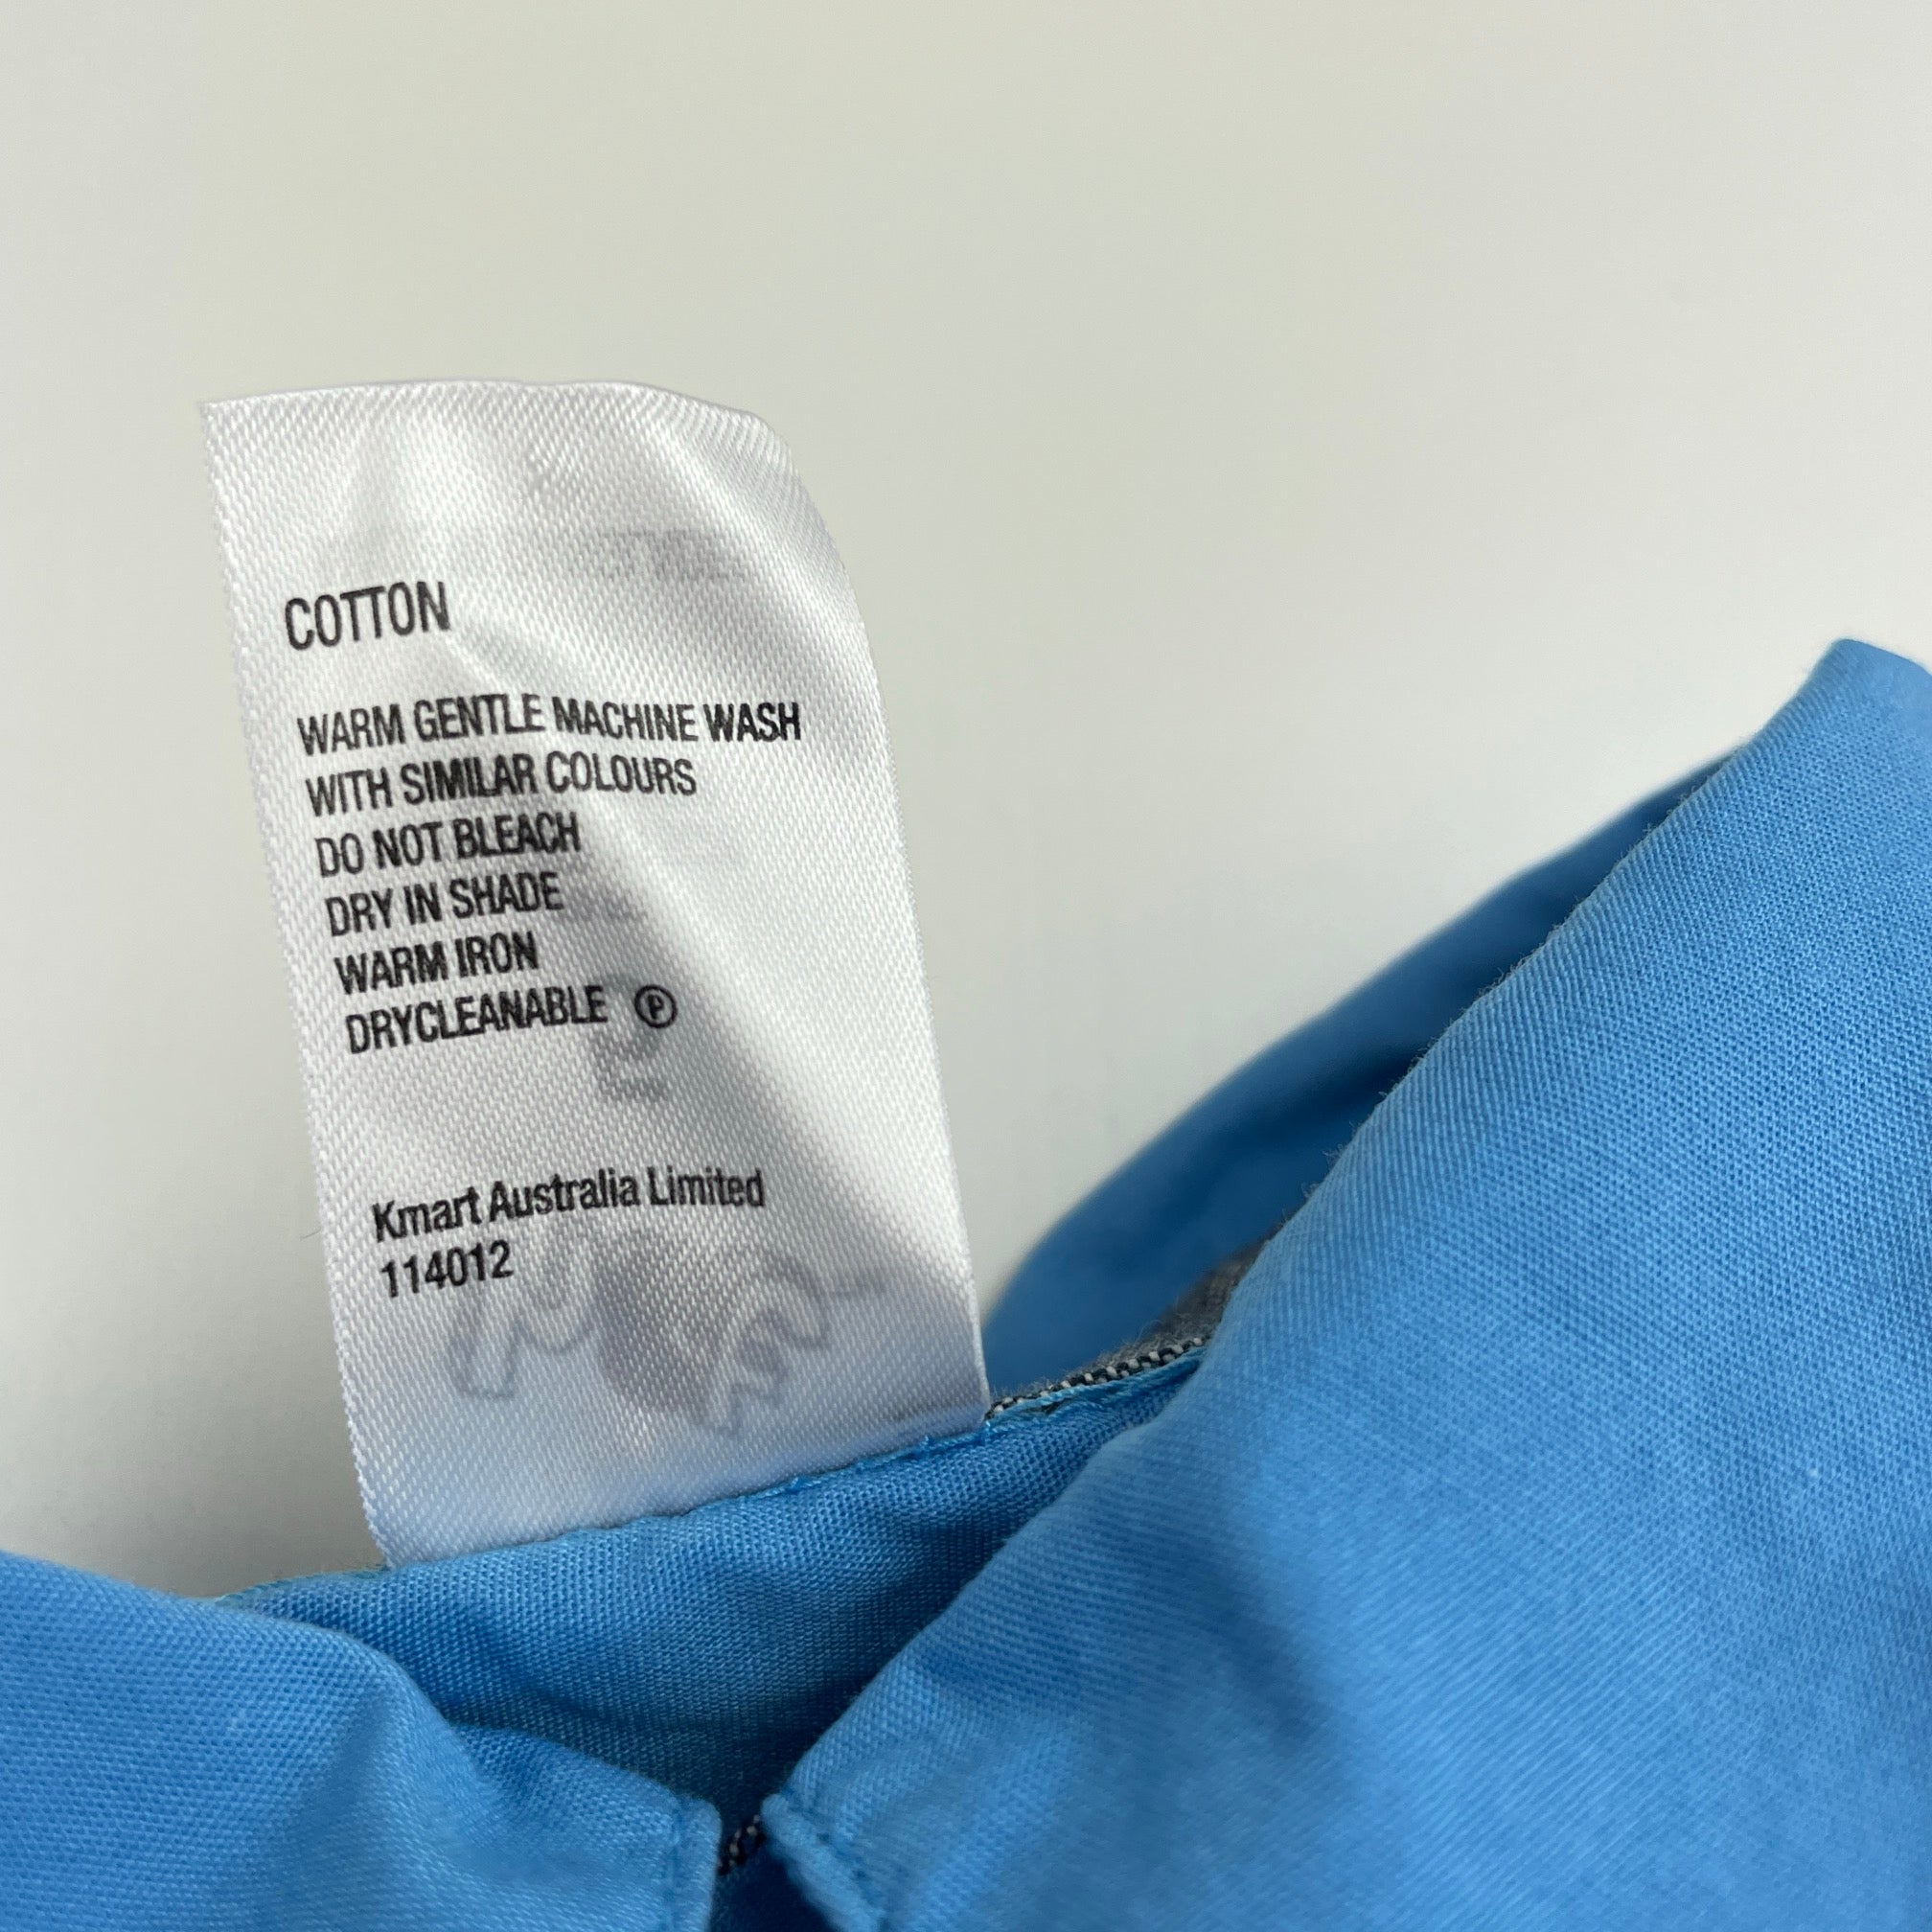 COTTON
WARM GENTLE MACHINE WASH
WITH SIMILAR COLOURS
DO NOT BLEACH
DRY IN SHADE
WARM IRON
DRYCLEANABLE Ⓟ
Kmart Australia Limited
114012